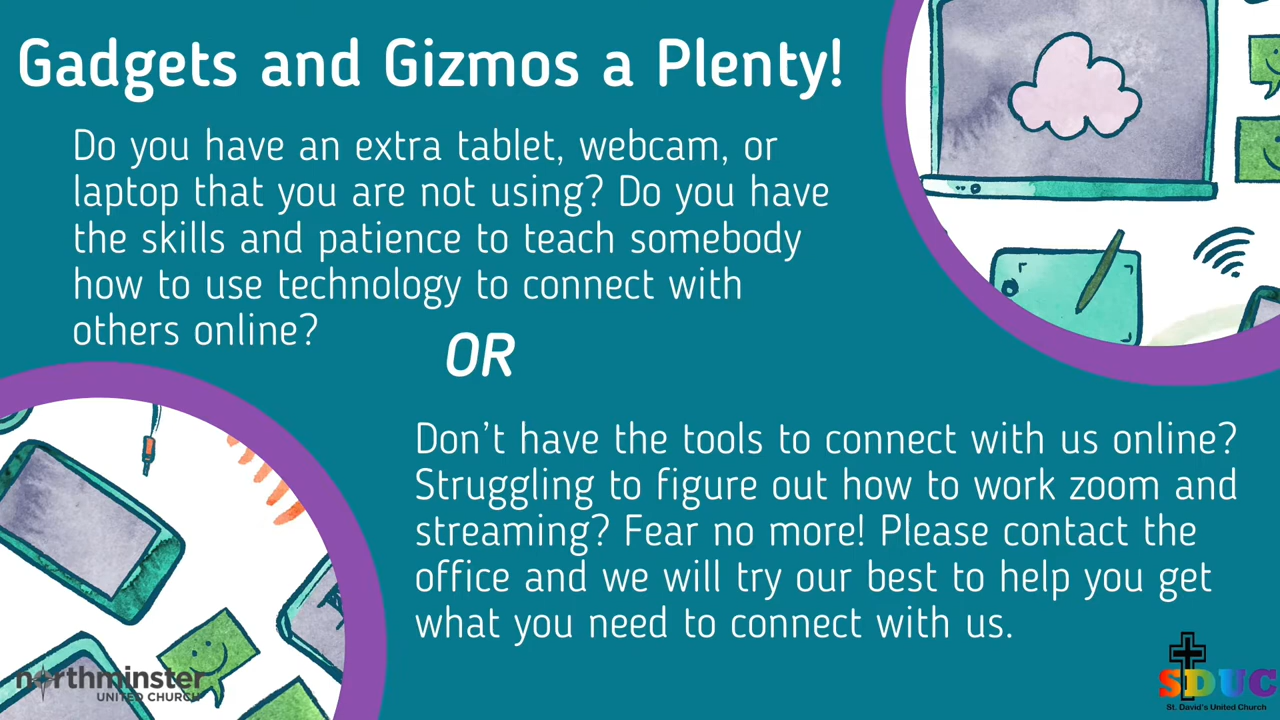 Gadgets and Gizmos a Plenty!
Do you have an extra tablet, webcam, or
laptop that you are not using? Do you have
the skills and patience to teach somebody
how to use technology to connect with
others online?
OR
Don't have the tools to connect with us online?
Struggling to figure out how to work zoom and
streaming? Fear no more! Please contact the
office and we will try our best to help you get
what you need to connect with us.
northminster
UNITED CHURCH
SDUC
St. David's United Church